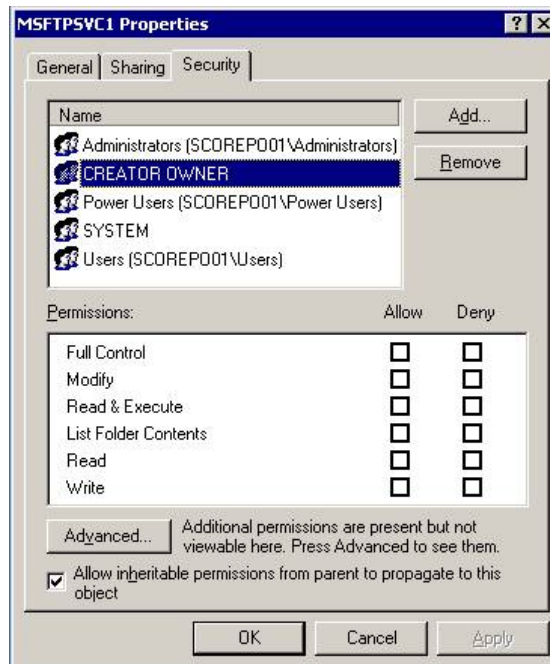 MSFTPSVC1 Properties
General Sharing Security
Name
Add...
Administrators (SCOREPO01\Administrators)
CREATOR OWNER
Remove
Power Users (SCOREPO01\Power Users)
SYSTEM
Users (SCOREPO01\Users)
Permissions: Allow Deny
Full Control
Modify
Read & Execute
List Folder Contents
Read
Write
Advanced...
Additional permissions are present but not
viewable here. Press Advanced to see them.
Allow inheritable permissions from parent to propagate to this
object
OK Cancel Apply